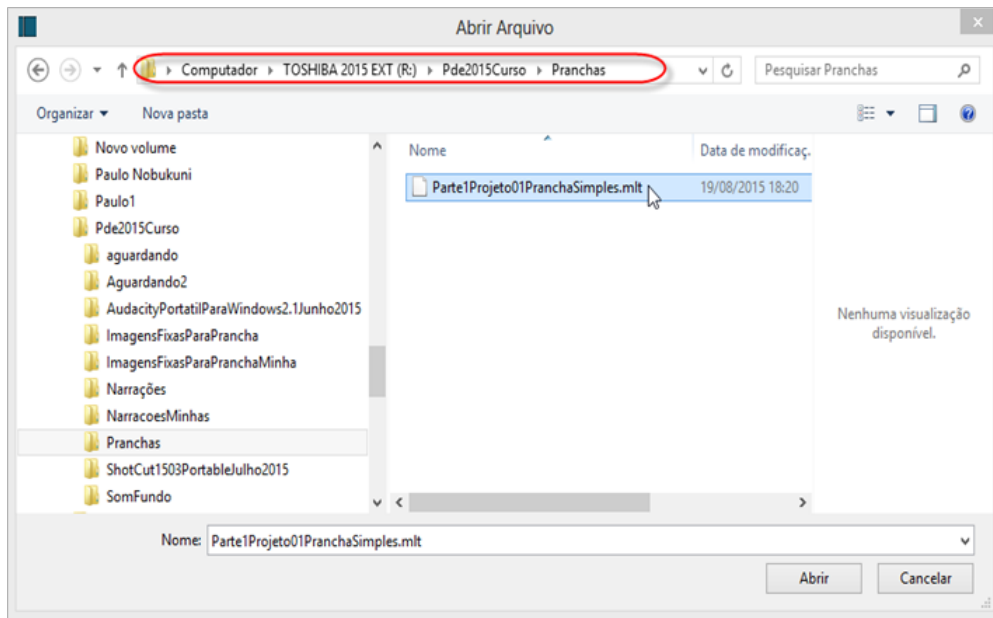 Abrir Arquivo
Computador TOSHIBA 2015 EXT (R:) Pde2015Curso Pranchas
Pesquisar Pranchas
Organizar Nova pasta
Novo volume
Paulo Nobukuni
Paulo1
Pde2015Curso
aguardando
Aguardando2
AudacityPortatilParaWindows2.1Junho2015
ImagensFixasParaPrancha
ImagensFixasParaPranchaMinha
Narrações
NarracoesMinhas
Pranchas
ShotCut1503PortableJulho2015
SomFundo
Nome Data de modificaç.
Parte1Projeto01PranchaSimples.mlt 19/08/2015 18:20
Nenhuma visualização
disponível.
Nome: Parte1Projeto01PranchaSimples.mlt
Abrir Cancelar